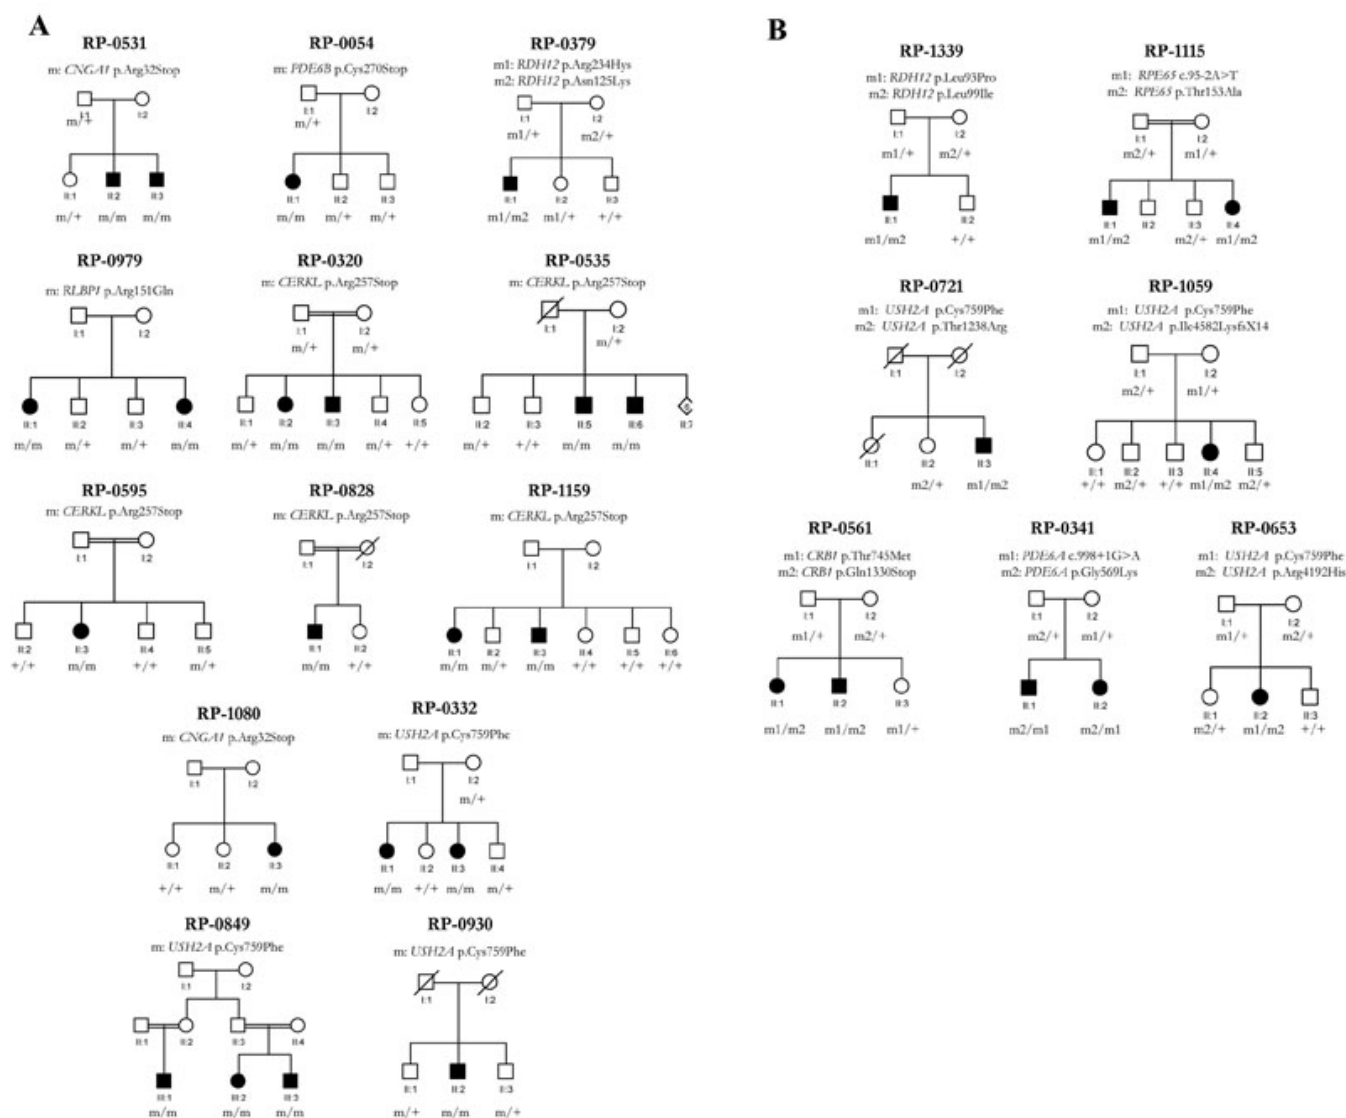 A
RP-0531
m: CNGA1 p.Arg32Stop
I:1 I:2
m/+
II:1 II:2 II:3
m/+ m/m m/m
RP-0054
m: PDE6B p.Cys270Stop
I:1 I:2
m/+
II:1 II:2 II:3
m/m m/+ m/+
RP-0379
m1: RDH12 p.Arg234Hys
m2: RDH12 p.Asn125Lys
I:1 I:2
m1/+ m2/+
II:1 II:2 II:3
m1/m2 m1/+ +/+
RP-0979
m: RLBP1 p.Arg151Gln
I:1 I:2
II:1 II:2 II:3 II:4
m/m m/+ m/+ m/m
RP-0320
m: CERKL p.Arg257Stop
I:1 I:2
m/+ m/+
II:1 II:2 II:3 II:4 II:5
m/+ m/m m/m m/+ +/+
RP-0535
m: CERKL p.Arg257Stop
I:1 I:2
m/+
II:2 II:3 II:5 II:6 II:7
m/+ +/+ m/m m/m
RP-0595
m: CERKL p.Arg257Stop
I:1 I:2
II:2 II:3 II:4 II:5
+/+ m/m +/+ m/+
RP-0828
m: CERKL p.Arg257Stop
I:1 I:2
II:1 II:2
m/m +/+
RP-1159
m: CERKL p.Arg257Stop
I:1 I:2
II:1 II:2 II:3 II:4 II:5 II:6
m/m m/+ m/m +/+ +/+ +/+
RP-1080
m: CNGA1 p.Arg32Stop
I:1 I:2
II:1 II:2 II:3
+/+ m/+ m/m
RP-0332
m: USH2A p.Cys759Phe
I:1 I:2
m/+
II:1 II:2 II:3 II:4
m/m +/+ m/m m/+
RP-0849
m: USH2A p.Cys759Phe
I:1 I:2
II:1 II:2 II:3 II:4
III:1 III:2 III:3
m/m m/m m/m
RP-0930
m: USH2A p.Cys759Phe
I:1 I:2
II:1 II:2 II:3
m/+ m/m m/+
B
RP-1339
m1: RDH12 p.Leu93Pro
m2: RDH12 p.Leu99Ile
I:1 I:2
m1/+ m2/+
II:1 II:2
m1/m2 +/+
RP-1115
m1: RPE65 c.95-2A>T
m2: RPE65 p.Thr153Ala
I:1 I:2
m2/+ m1/+
II:1 II:2 II:3 II:4
m1/m2 m2/+ m1/m2
RP-0721
m1: USH2A p.Cys759Phe
m2: USH2A p.Thr1238Arg
I:1 I:2
II:1 II:2 II:3
m2/+ m1/m2
RP-1059
m1: USH2A p.Cys759Phe
m2: USH2A p.Ile4582LysfsX14
I:1 I:2
m2/+ m1/+
II:1 II:2 II:3 II:4 II:5
+/+ m2/+ +/+ m1/m2 m2/+
RP-0561
m1: CRB1 p.Thr745Met
m2: CRB1 p.Gln1330Stop
I:1 I:2
m1/+ m2/+
II:1 II:2 II:3
m1/m2 m1/m2 m1/+
RP-0341
m1: PDE6A c.998+1G>A
m2: PDE6A p.Gly569Lys
I:1 I:2
m2/+ m1/+
II:1 II:2
m2/m1 m2/m1
RP-0653
m1: USH2A p.Cys759Phe
m2: USH2A p.Arg4192His
I:1 I:2
m1/+ m2/+
II:1 II:2 II:3
m2/+ m1/m2 +/+